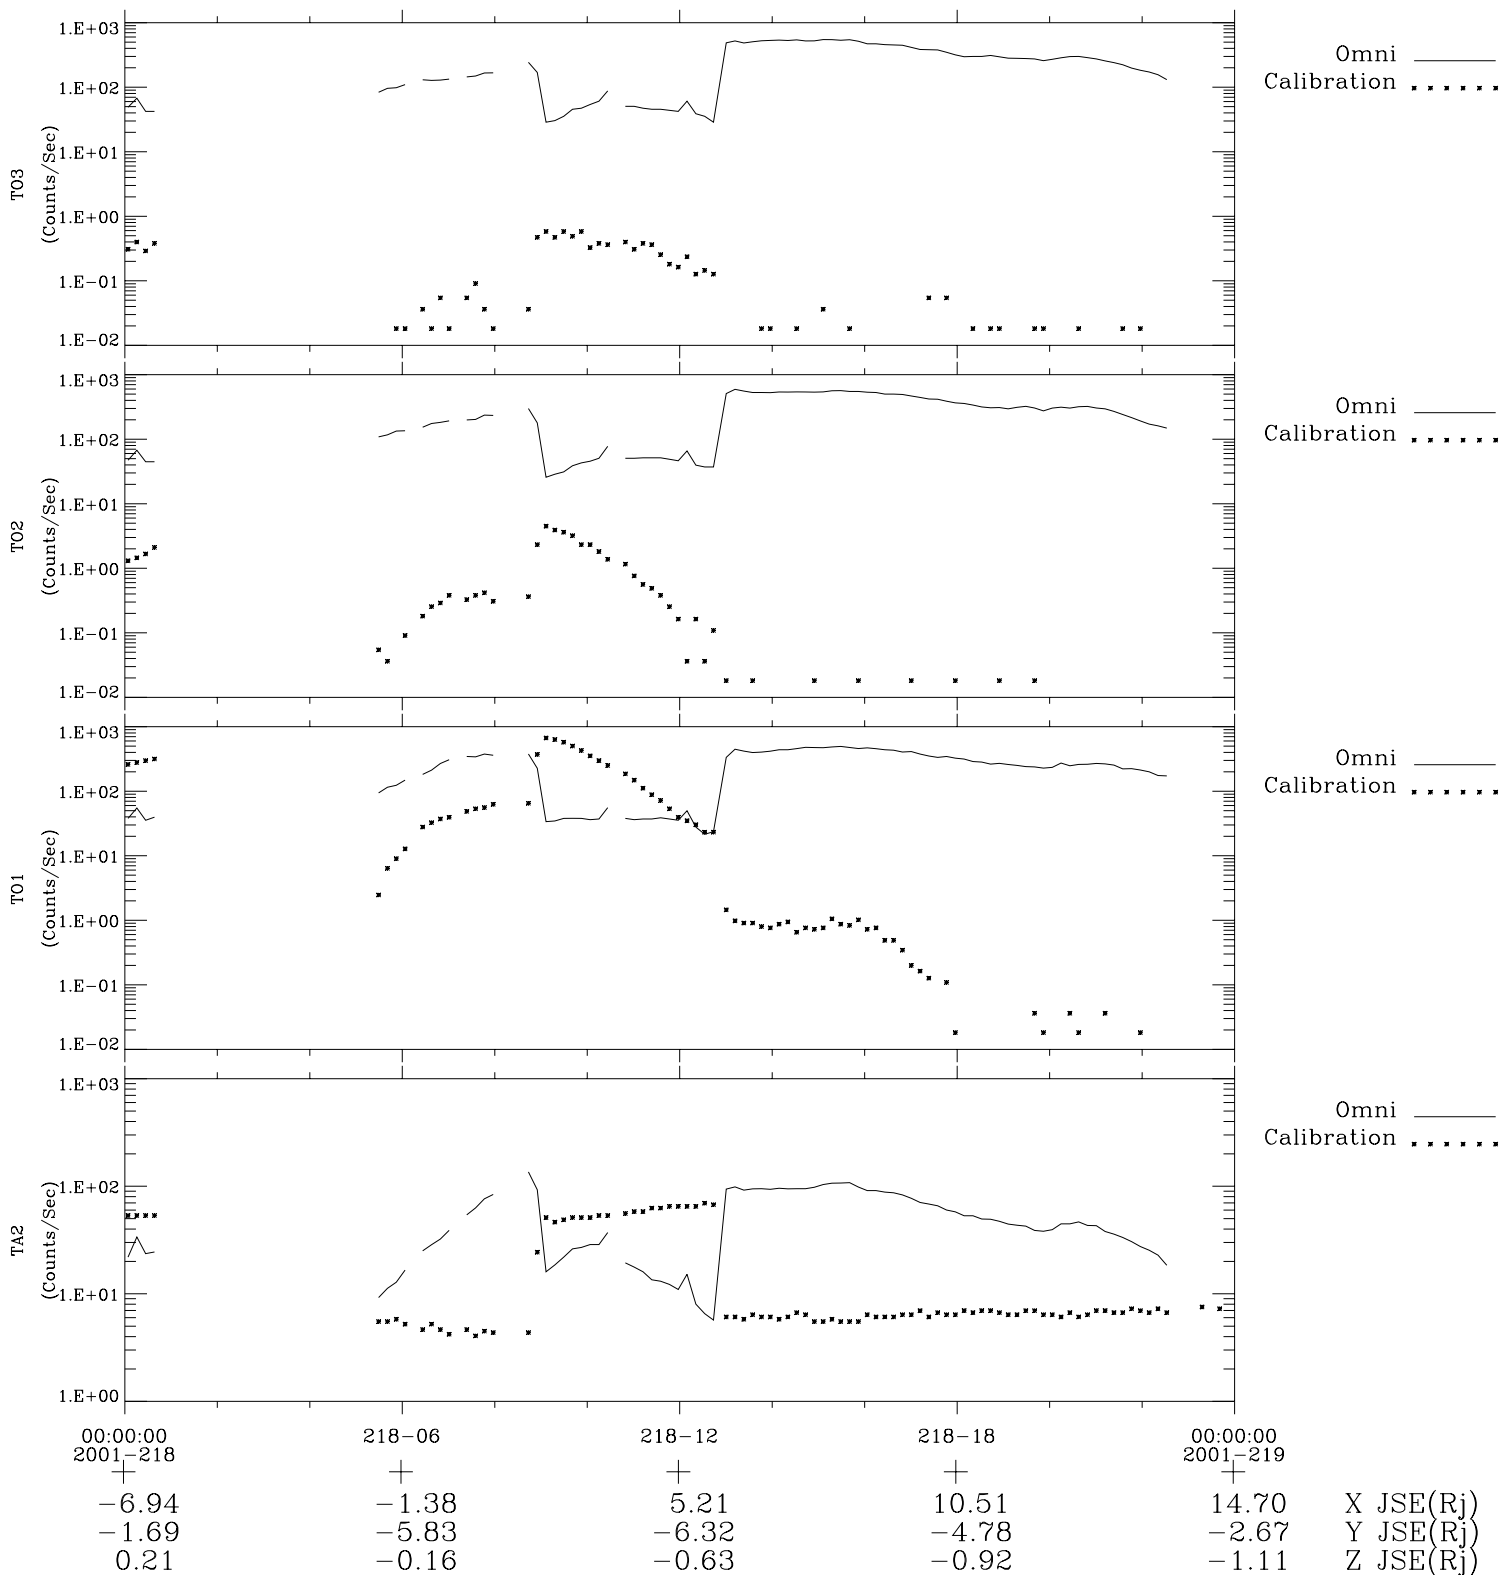 1.E+03
1.E+02
1.E+01
1.E+00
1.E-01
1.E-02
TO3
(Counts/Sec)
Omni
Calibration
1.E+03
1.E+02
1.E+01
1.E+00
1.E-01
1.E-02
TO2
(Counts/Sec)
Omni
Calibration
1.E+03
1.E+02
1.E+01
1.E+00
1.E-01
1.E-02
TO1
(Counts/Sec)
Omni
Calibration
1.E+03
1.E+02
1.E+01
1.E+00
TA2
(Counts/Sec)
Omni
Calibration
00:00:00 218-06 218-12 218-18 00:00:00
2001-218 2001-219
-6.94 -1.38 5.21 10.51 14.70 X JSE(Rj)
-1.69 -5.83 -6.32 -4.78 -2.67 Y JSE(Rj)
0.21 -0.16 -0.63 -0.92 -1.11 Z JSE(Rj)